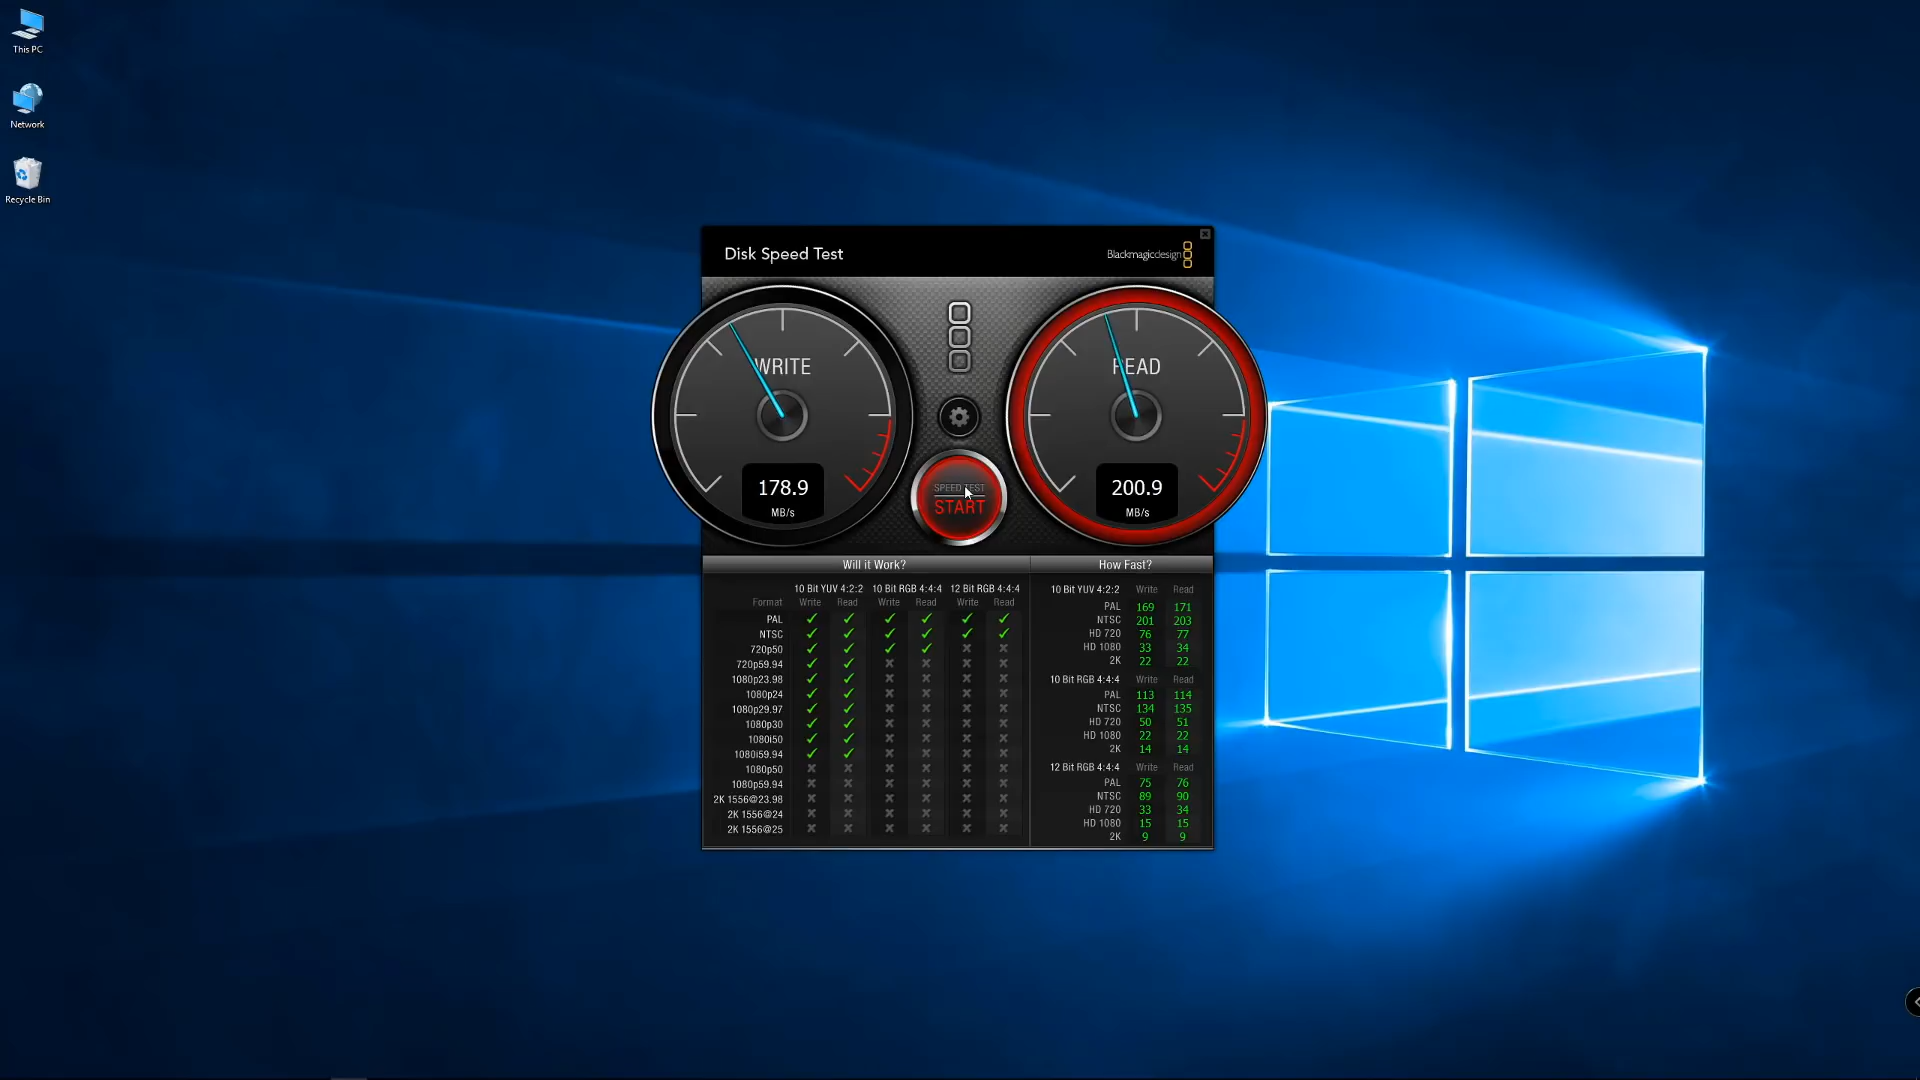 This PC
Network
Recycle Bin
Disk Speed Test
Blackmagicdesign
WRITE
178.9
MB/s
READ
200.9
MB/s
SPEED TEST
START
Will it Work?
10 Bit YUV 4:2:2 10 Bit RGB 4:4:4 12 Bit RGB 4:4:4
Format Write Read Write Read Write Read
PAL ✓ ✓ ✓ ✓ ✓ ✓
NTSC ✓ ✓ ✓ ✓ ✓ ✓
720p50 ✓ ✓ ✓ ✓ x x
720p59.94 ✓ ✓ x x x x
1080p23.98 ✓ ✓ x x x x
1080p24 ✓ ✓ x x x x
1080p29.97 ✓ ✓ x x x x
1080p30 ✓ ✓ x x x x
1080i50 ✓ ✓ x x x x
1080i59.94 ✓ ✓ x x x x
1080p50 x x x x x x
1080p59.94 x x x x x x
2K 1556@23.98 x x x x x x
2K 1556@24 x x x x x x
2K 1556@25 x x x x x x
How Fast?
10 Bit YUV 4:2:2 Write Read
PAL 169 171
NTSC 201 203
HD 720 76 77
HD 1080 33 34
2K 22 22
10 Bit RGB 4:4:4 Write Read
PAL 113 114
NTSC 134 135
HD 720 50 51
HD 1080 22 22
2K 14 14
12 Bit RGB 4:4:4 Write Read
PAL 75 76
NTSC 89 90
HD 720 33 34
HD 1080 15 15
2K 9 9